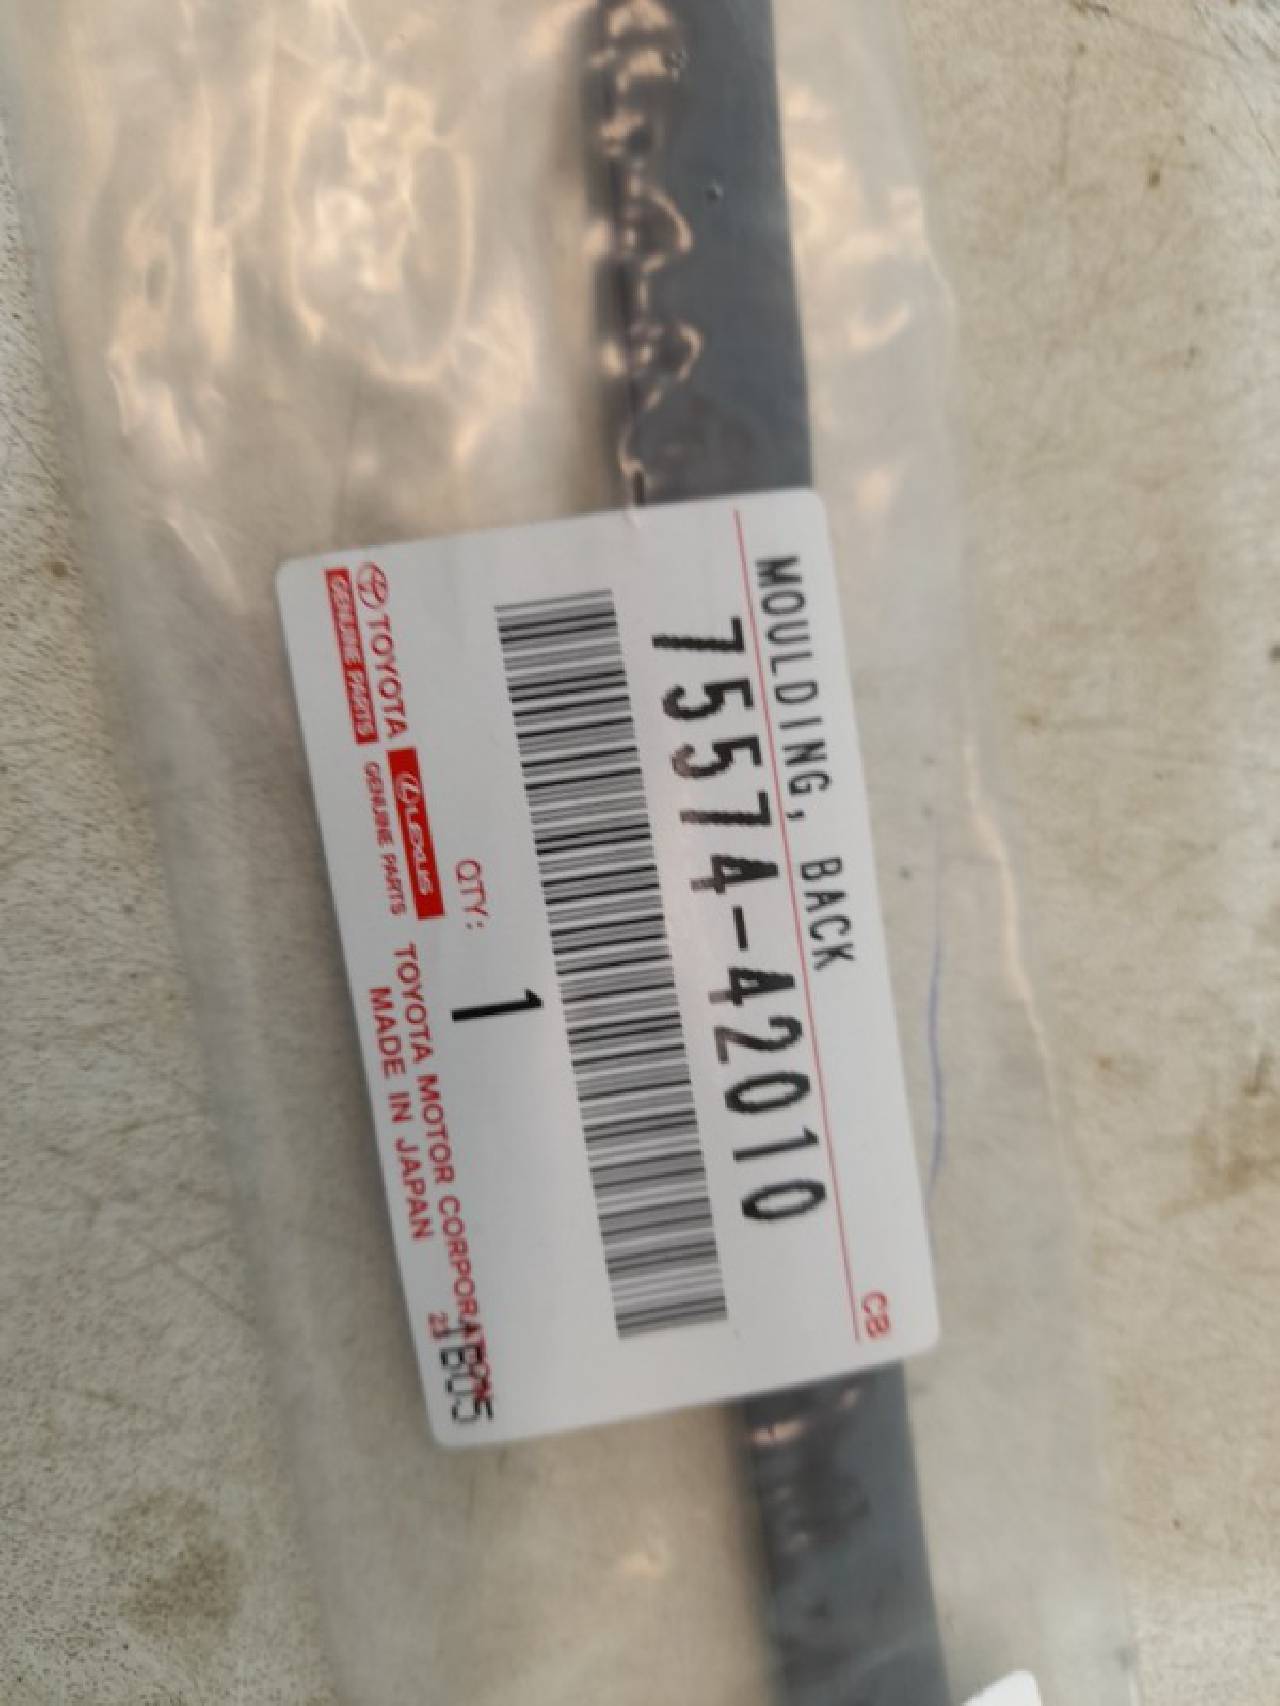 MOULDING, BACK
CB
75574-42010
QTY:
1
TOYOTA
GENUINE PARTS
LEXUS
GENUINE PARTS
TOYOTA MOTOR CORPORATION
MADE IN JAPAN